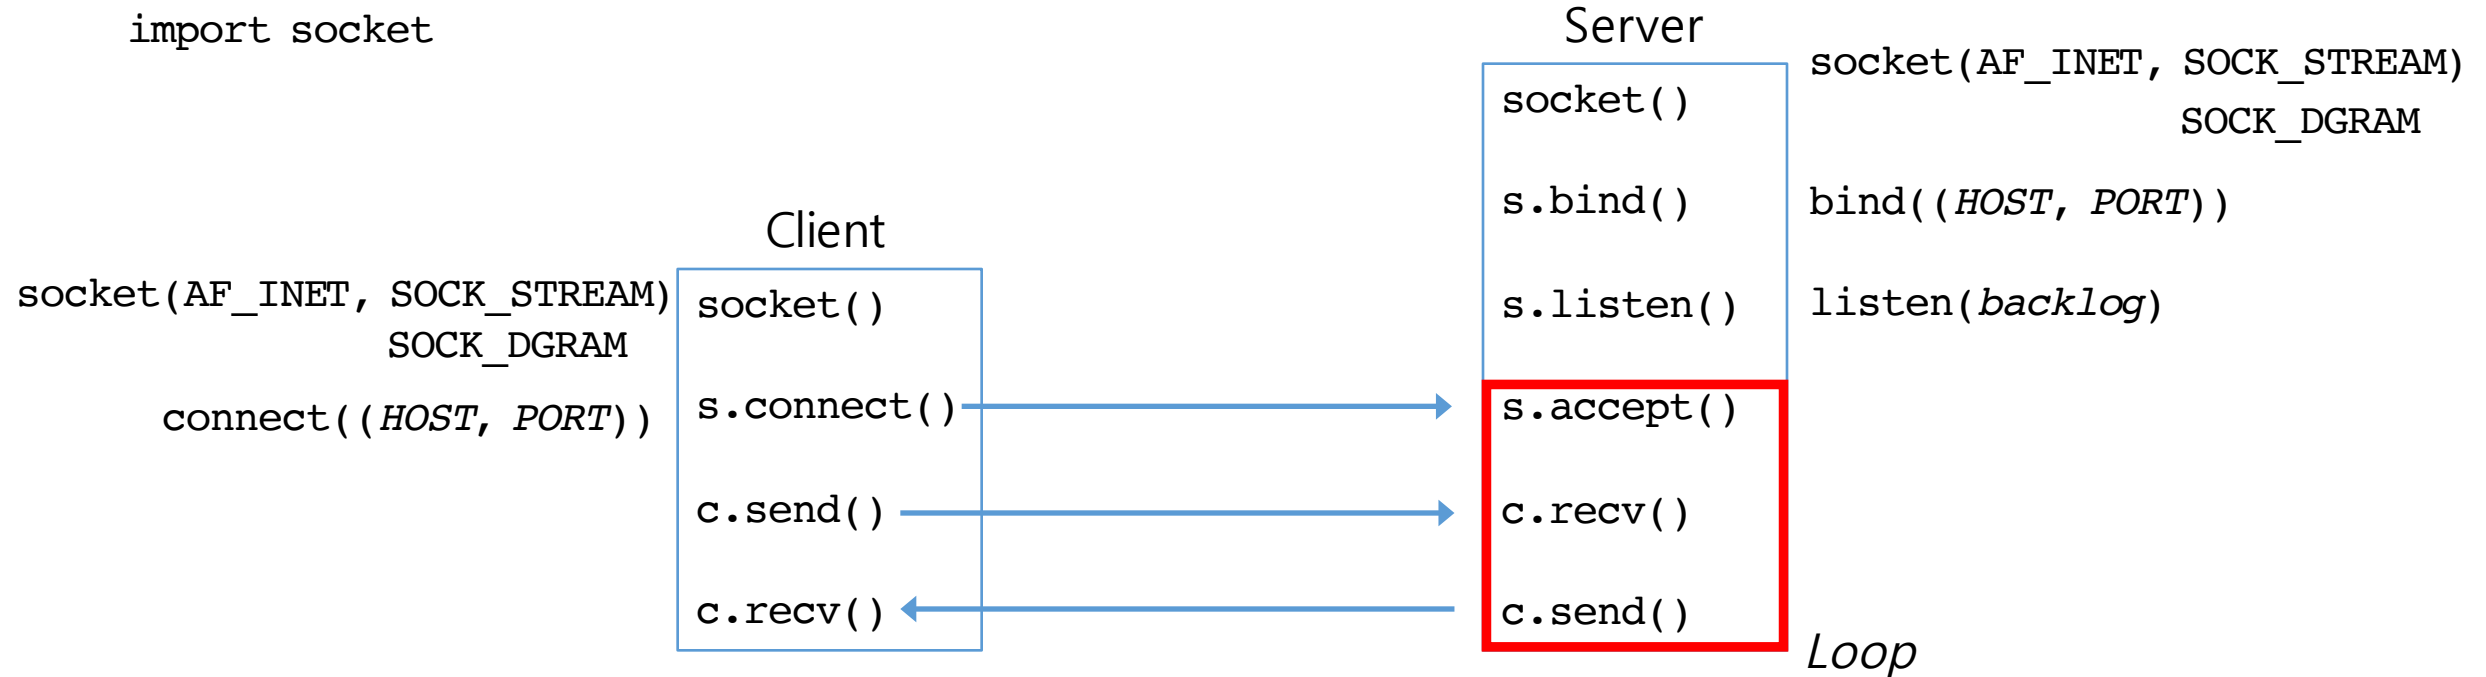 import socket
Server
socket(AF_INET, SOCK_STREAM)
SOCK_DGRAM
socket()
s.bind()
bind((HOST, PORT))
s.listen()
listen(backlog)
s.accept()
c.recv()
c.send()
Loop
Client
socket(AF_INET, SOCK_STREAM)
SOCK_DGRAM
connect((HOST, PORT))
socket()
s.connect()
c.send()
c.recv()